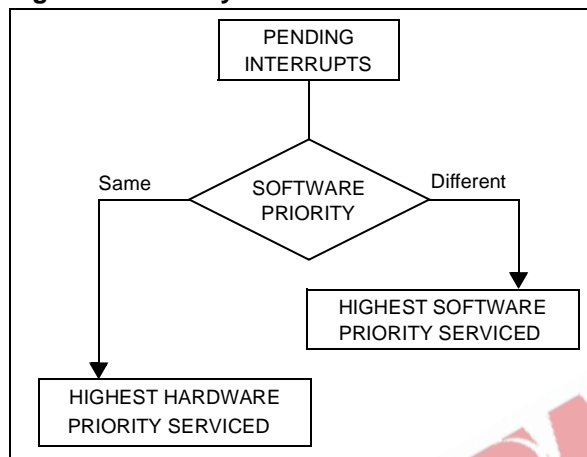 PENDING
INTERRUPTS
Same
SOFTWARE
PRIORITY
Different
HIGHEST SOFTWARE
PRIORITY SERVICED
HIGHEST HARDWARE
PRIORITY SERVICED